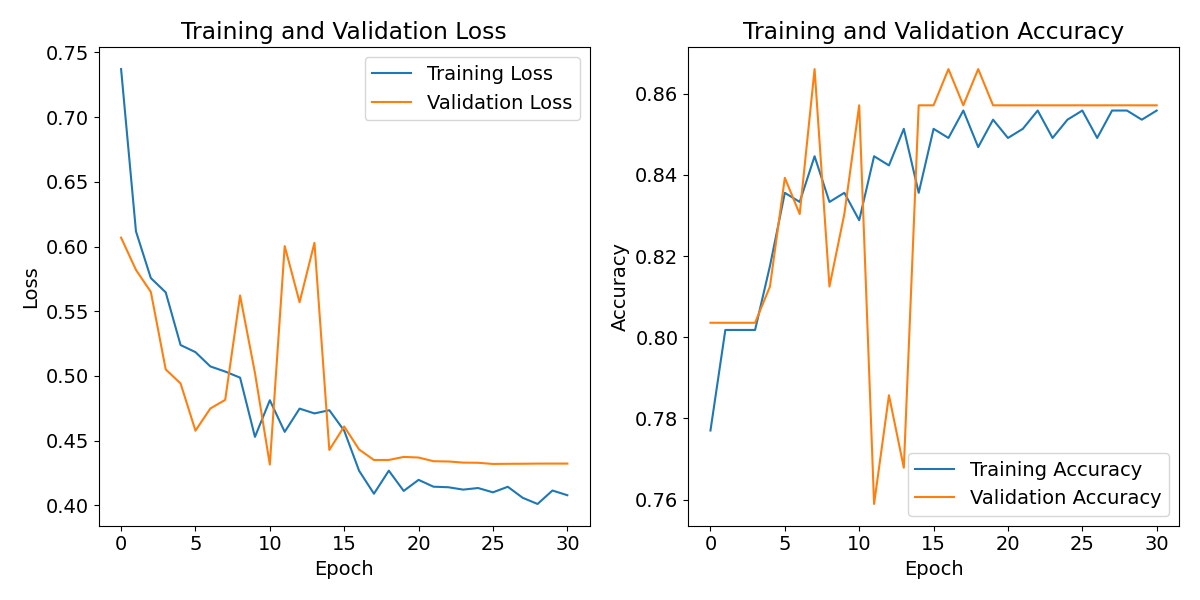 Training and Validation Loss
0.75
0.70
0.65
0.60
0.55
0.50
0.45
0.40
Loss
0 5 10 15 20 25 30
Epoch
Training Loss
Validation Loss
Training and Validation Accuracy
0.86
0.84
0.82
0.80
0.78
0.76
Accuracy
0 5 10 15 20 25 30
Epoch
Training Accuracy
Validation Accuracy